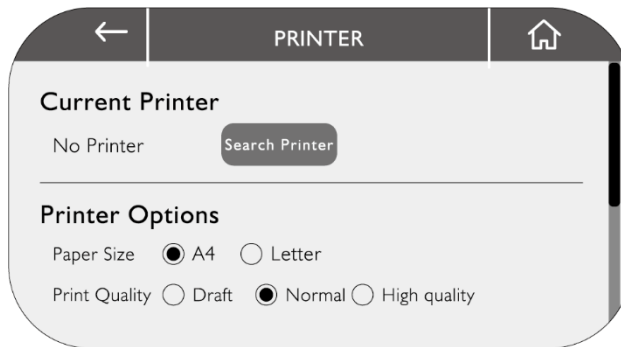 PRINTER
Current Printer
No Printer Search Printer
Printer Options
Paper Size A4 Letter
Print Quality Draft Normal High quality